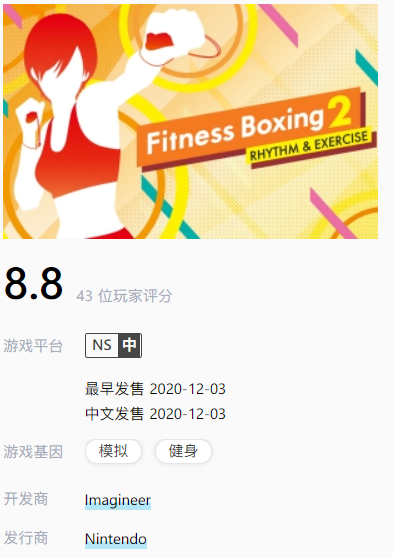 Fitness Boxing 2
RHYTHM & EXERCISE
8.8 43 位玩家评分
游戏平台 NS 中
最早发售 2020-12-03
中文发售 2020-12-03
游戏基因 模拟 健身
开发商 Imagineer
发行商 Nintendo